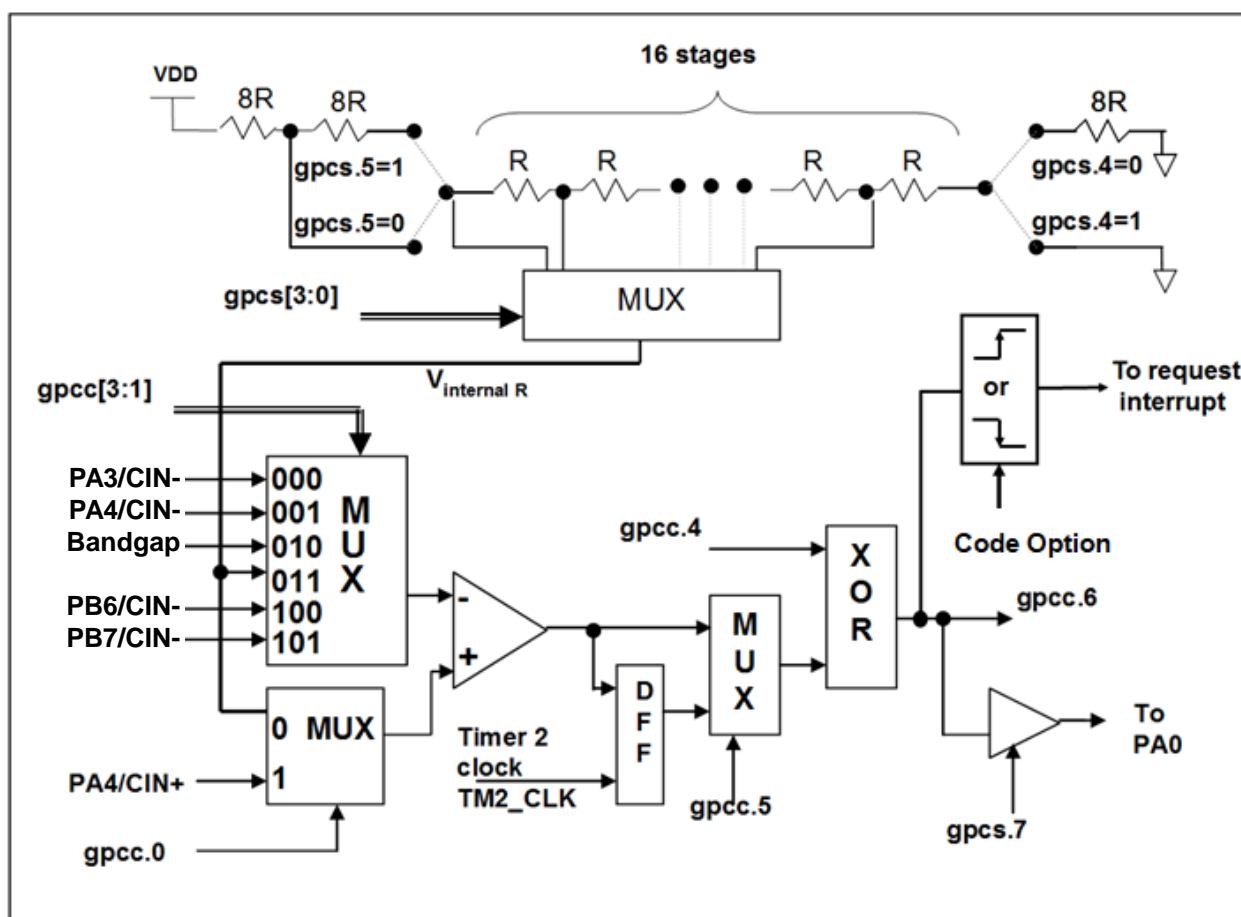 16 stages
VDD
8R
8R
8R
gpcs.5=1
R
R
R
R
gpcs.4=0
gpcs.5=0
gpcs.4=1
gpcs[3:0]
MUX
V internal R
gpcc[3:1]
or
To request
interrupt
PA3/CIN-
000
PA4/CIN-
001
Bandgap
010
011
PB6/CIN-
100
PB7/CIN-
101
M
U
X
-
+
gpcc.4
X
O
R
Code Option
gpcc.6
M
U
X
D
F
F
0
MUX
1
PA4/CIN+
Timer 2
clock
TM2_CLK
gpcc.5
To
PA0
gpcs.7
gpcc.0